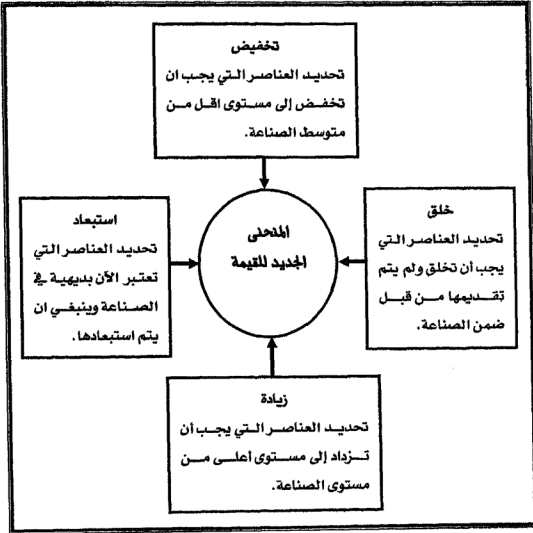 تخفيض
تحديد العناصر التي يجب ان
تخفض إلى مستوى اقل من
متوسط الصناعة.
خلق
تحديد العناصر التي
يجب أن تخلق ولم يتم
تقديمها من قبل
ضمن الصناعة.
المنحنى
الجديد للقيمة
استبعاد
تحديد العناصر التي
تعتبر الآن بديهية في
الصناعة وينبغي ان
يتم استبعادها.
زيادة
تحديد العناصر التي يجب أن
تزداد إلى مستوى أعلى من
مستوى الصناعة.